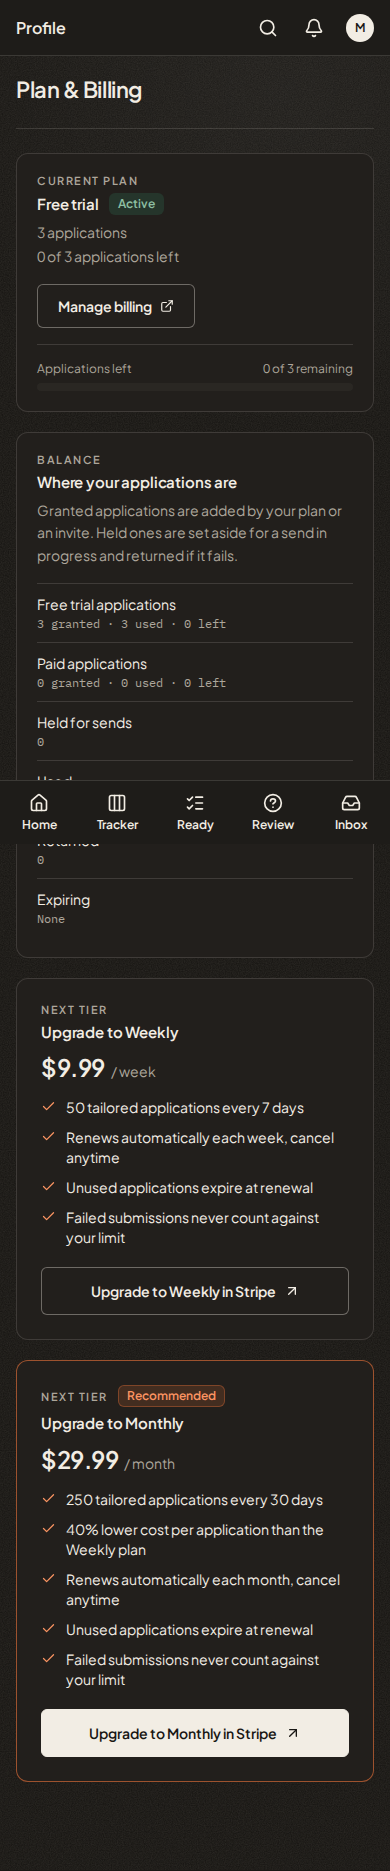 Profile
M
Plan & Billing
CURRENT PLAN
Free trial Active
3 applications
0 of 3 applications left
Manage billing
Applications left 0 of 3 remaining
BALANCE
Where your applications are
Granted applications are added by your plan or
an invite. Held ones are set aside for a send in
progress and returned if it fails.
Free trial applications
3 granted · 3 used · 0 left
Paid applications
0 granted · 0 used · 0 left
Held for sends
0
Home Tracker Ready Review Inbox
Returned
0
Expiring
None
NEXT TIER
Upgrade to Weekly
$9.99 / week
50 tailored applications every 7 days
Renews automatically each week, cancel
anytime
Unused applications expire at renewal
Failed submissions never count against
your limit
Upgrade to Weekly in Stripe
NEXT TIER Recommended
Upgrade to Monthly
$29.99 / month
250 tailored applications every 30 days
40% lower cost per application than the
Weekly plan
Renews automatically each month, cancel
anytime
Unused applications expire at renewal
Failed submissions never count against
your limit
Upgrade to Monthly in Stripe